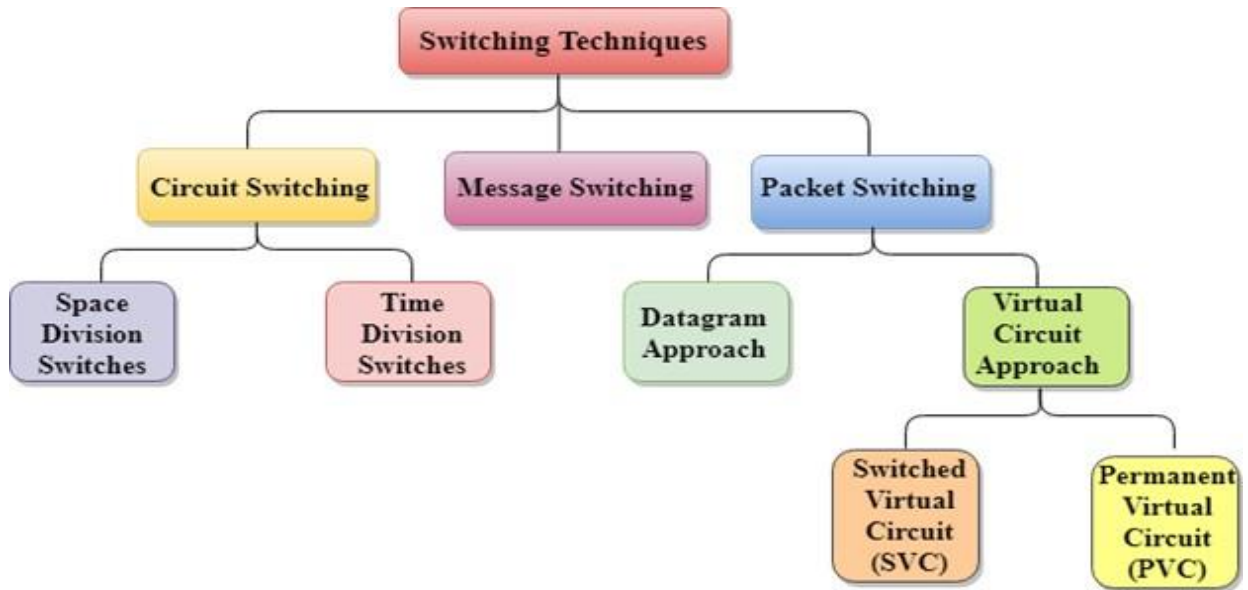 Switching Techniques
Circuit Switching
Message Switching
Packet Switching
Space
Division
Switches
Time
Division
Switches
Datagram
Approach
Virtual
Circuit
Approach
Switched
Virtual
Circuit
(SVC)
Permanent
Virtual
Circuit
(PVC)